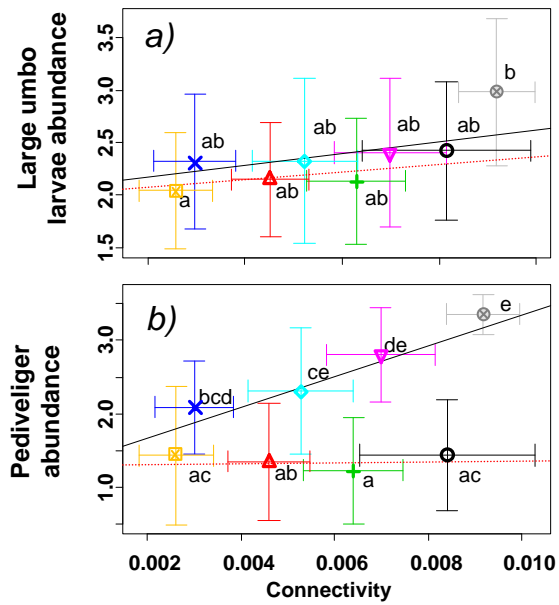 a)
Large umbo
larvae abundance
3.5
3.0
2.5
2.0
1.5
a
ab
ab
ab
ab
ab
ab
b
b)
Pediveliger
abundance
3.0
2.0
1.0
ac
bcd
ab
ce
a
de
ac
e
0.002 0.004 0.006 0.008 0.010
Connectivity